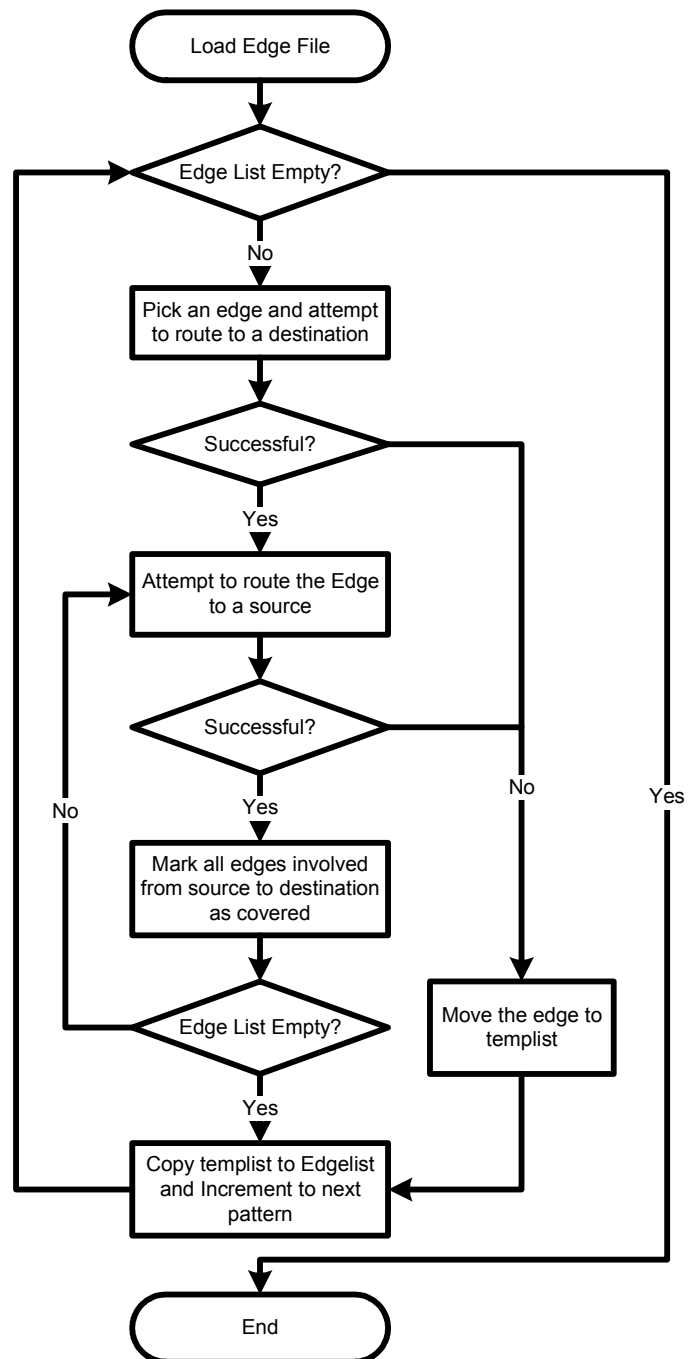 Load Edge File
Edge List Empty?
No
Pick an edge and attempt
to route to a destination
Successful?
Yes
Attempt to route the Edge
to a source
Successful?
No
Yes
No
Yes
Mark all edges involved
from source to destination
as covered
Edge List Empty?
Move the edge to
templist
Yes
Copy templist to Edgelist
and Increment to next
pattern
End